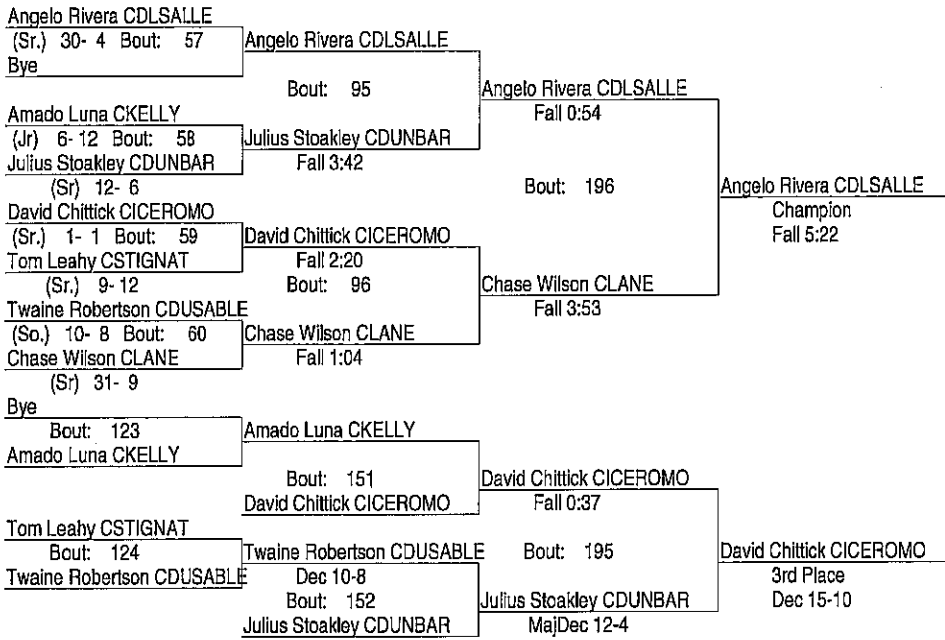 Angelo Rivera CDLSALLE
(Sr.) 30- 4 Bout: 57
Bye
Angelo Rivera CDLSALLE
Bout: 95
Amado Luna CKELLY
(Jr) 6- 12 Bout: 58
Julius Stoakley CDUNBAR
(Sr) 12- 6
Julius Stoakley CDUNBAR
Fall 3:42
Angelo Rivera CDLSALLE
Fall 0:54
Bout: 196
David Chittick CICEROMO
(Sr.) 1- 1 Bout: 59
Tom Leahy CSTIGNAT
(Sr.) 9- 12
David Chittick CICEROMO
Fall 2:20
Bout: 96
Twaine Robertson CDUSABLE
(So.) 10- 8 Bout: 60
Chase Wilson CLANE
(Sr) 31- 9
Chase Wilson CLANE
Fall 1:04
Chase Wilson CLANE
Fall 3:53
Angelo Rivera CDLSALLE
Champion
Fall 5:22
Bye
Bout: 123
Amado Luna CKELLY
Amado Luna CKELLY
Bout: 151
David Chittick CICEROMO
David Chittick CICEROMO
Fall 0:37
Bout: 195
Tom Leahy CSTIGNAT
Bout: 124
Twaine Robertson CDUSABLE
Twaine Robertson CDUSABLE
Dec 10-8
Bout: 152
Julius Stoakley CDUNBAR
Julius Stoakley CDUNBAR
MajDec 12-4
David Chittick CICEROMO
3rd Place
Dec 15-10